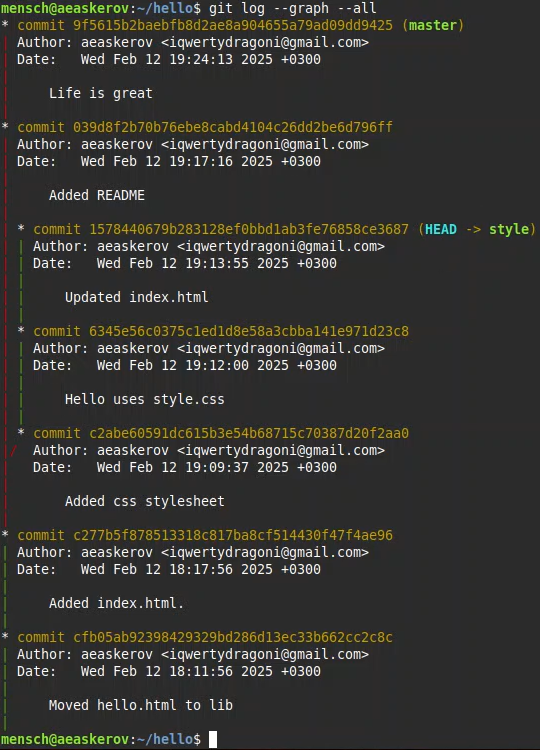 mensch@aeaskerov:~/hello$ git log --graph --all
* commit 9f5615b2baebfb8d2ae8a904655a79ad09dd9425 (master)
| Author: aeaskerov <iqwertydragoni@gmail.com>
| Date:   Wed Feb 12 19:24:13 2025 +0300
|
|     Life is great
|
* commit 039d8f2b70b76ebe8cabd4104c26dd2be6d796ff
| Author: aeaskerov <iqwertydragoni@gmail.com>
| Date:   Wed Feb 12 19:17:16 2025 +0300
|
|     Added README
|
| * commit 1578440679b283128ef0bbd1ab3fe76858ce3687 (HEAD -> style)
| | Author: aeaskerov <iqwertydragoni@gmail.com>
| | Date:   Wed Feb 12 19:13:55 2025 +0300
| |
| |     Updated index.html
| |
| * commit 6345e56c0375c1ed1d8e58a3cbba141e971d23c8
| | Author: aeaskerov <iqwertydragoni@gmail.com>
| | Date:   Wed Feb 12 19:12:00 2025 +0300
| |
| |     Hello uses style.css
| |
| * commit c2abe60591dc615b3e54b68715c70387d20f2aa0
|/  Author: aeaskerov <iqwertydragoni@gmail.com>
|   Date:   Wed Feb 12 19:09:37 2025 +0300
|
|       Added css stylesheet
|
* commit c277b5f878513318c817ba8cf514430f47f4ae96
| Author: aeaskerov <iqwertydragoni@gmail.com>
| Date:   Wed Feb 12 18:17:56 2025 +0300
|
|     Added index.html.
|
* commit cfb05ab92398429329bd286d13ec33b662cc2c8c
| Author: aeaskerov <iqwertydragoni@gmail.com>
| Date:   Wed Feb 12 18:11:56 2025 +0300
|
|     Moved hello.html to lib
|
mensch@aeaskerov:~/hello$